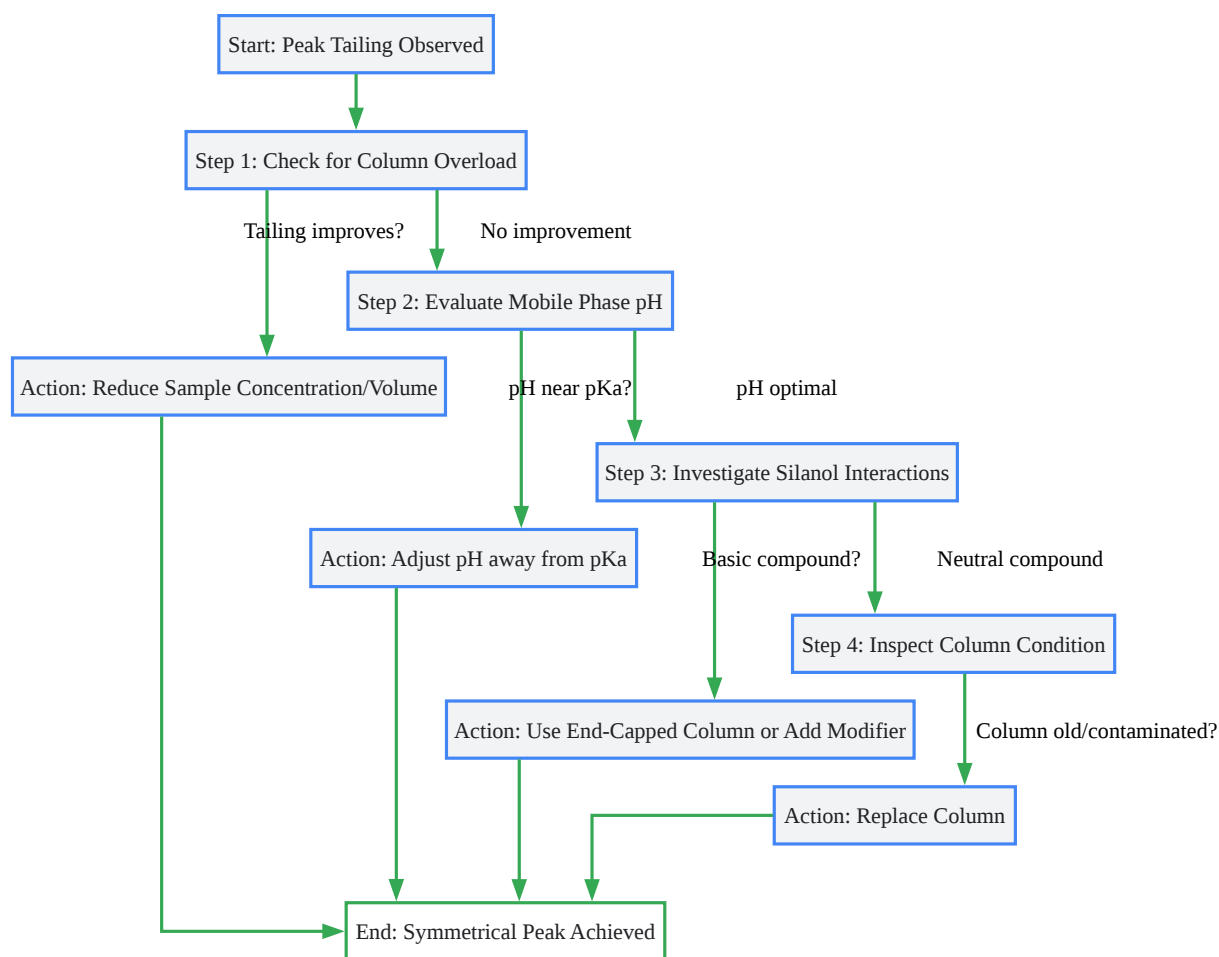 Start: Peak Tailing Observed
Step 1: Check for Column Overload
Tailing improves?
No improvement
Step 2: Evaluate Mobile Phase pH
Action: Reduce Sample Concentration/Volume
pH near pKa?
pH optimal
Step 3: Investigate Silanol Interactions
Action: Adjust pH away from pKa
Basic compound?
Neutral compound
Step 4: Inspect Column Condition
Action: Use End-Capped Column or Add Modifier
Column old/contaminated?
Action: Replace Column
End: Symmetrical Peak Achieved